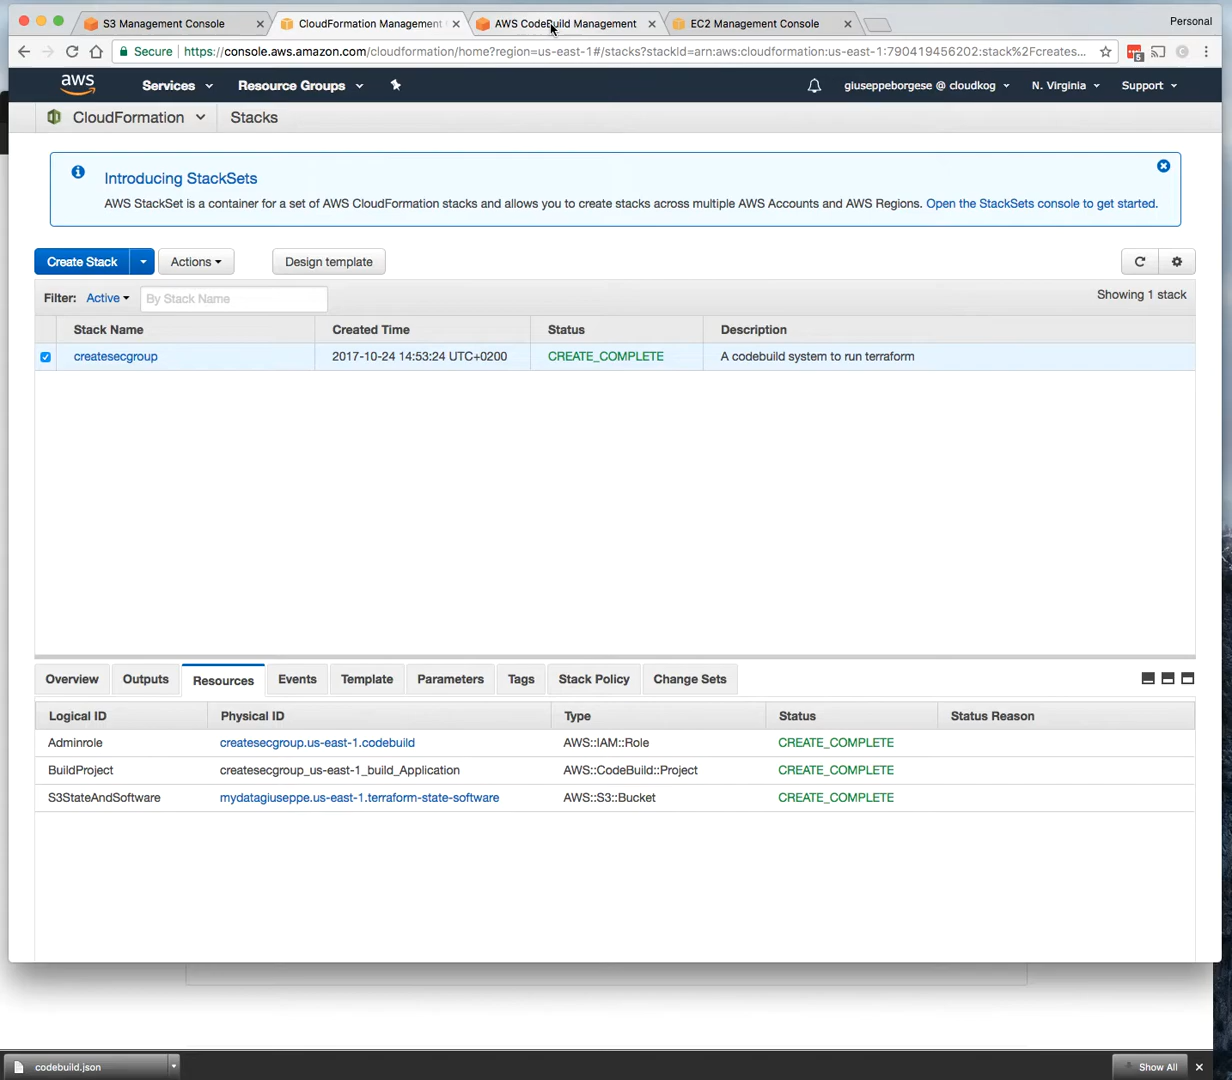 S3 Management Console
CloudFormation Management
AWS CodeBuild Management
EC2 Management Console
Personal
Secure https://console.aws.amazon.com/cloudformation/home?region=us-east-1#/stacks?stackId=arn:aws:cloudformation:us-east-1:790419456202:stack%2Fcreates...
5
C
aws Services Resource Groups giuseppeborgese @ cloudkog N. Virginia Support
CloudFormation Stacks
Introducing StackSets
AWS StackSet is a container for a set of AWS CloudFormation stacks and allows you to create stacks across multiple AWS Accounts and AWS Regions. Open the StackSets console to get started.
Create Stack Actions Design template
Filter: Active By Stack Name Showing 1 stack
Stack Name Created Time Status Description
createsecgroup 2017-10-24 14:53:24 UTC+0200 CREATE_COMPLETE A codebuild system to run terraform
Overview Outputs Resources Events Template Parameters Tags Stack Policy Change Sets
Logical ID Physical ID Type Status Status Reason
Adminrole createsecgroup.us-east-1.codebuild AWS::IAM::Role CREATE_COMPLETE
BuildProject createsecgroup_us-east-1_build_Application AWS::CodeBuild::Project CREATE_COMPLETE
S3StateAndSoftware mydatagiuseppe.us-east-1.terraform-state-software AWS::S3::Bucket CREATE_COMPLETE
codebuild.json Show All